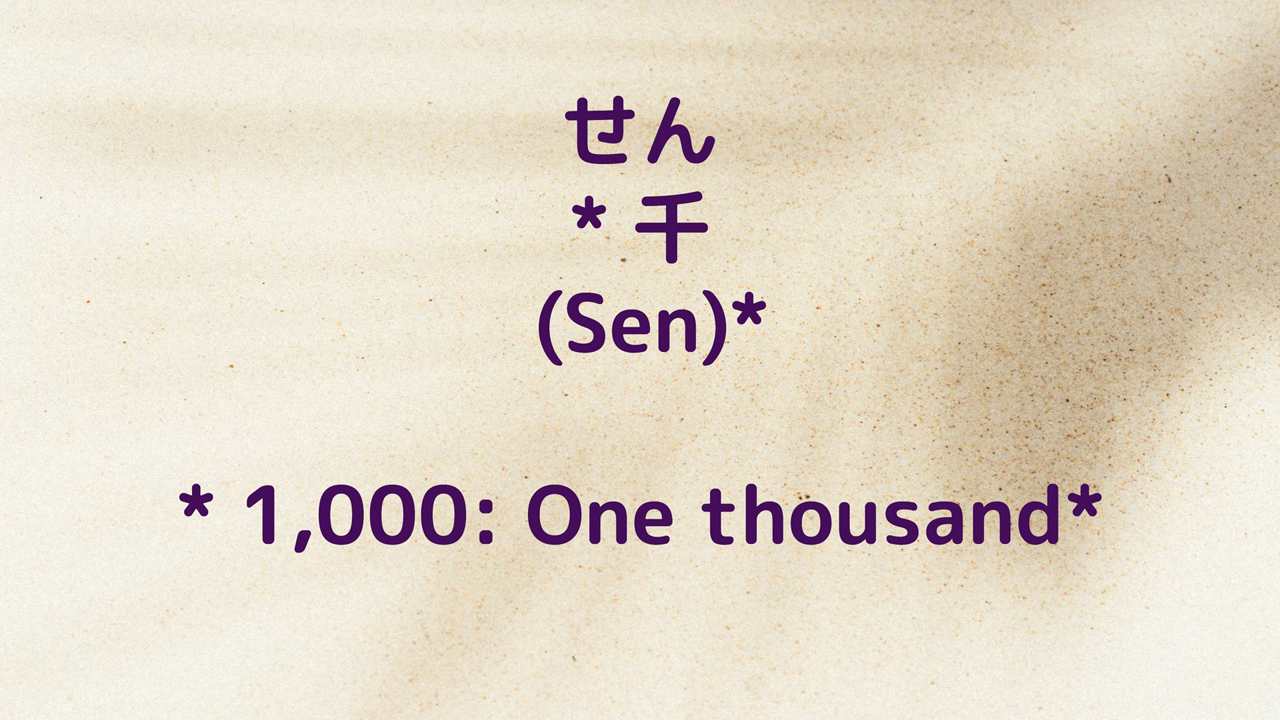 せん
* 千
(Sen)*
* 1,000: One thousand*